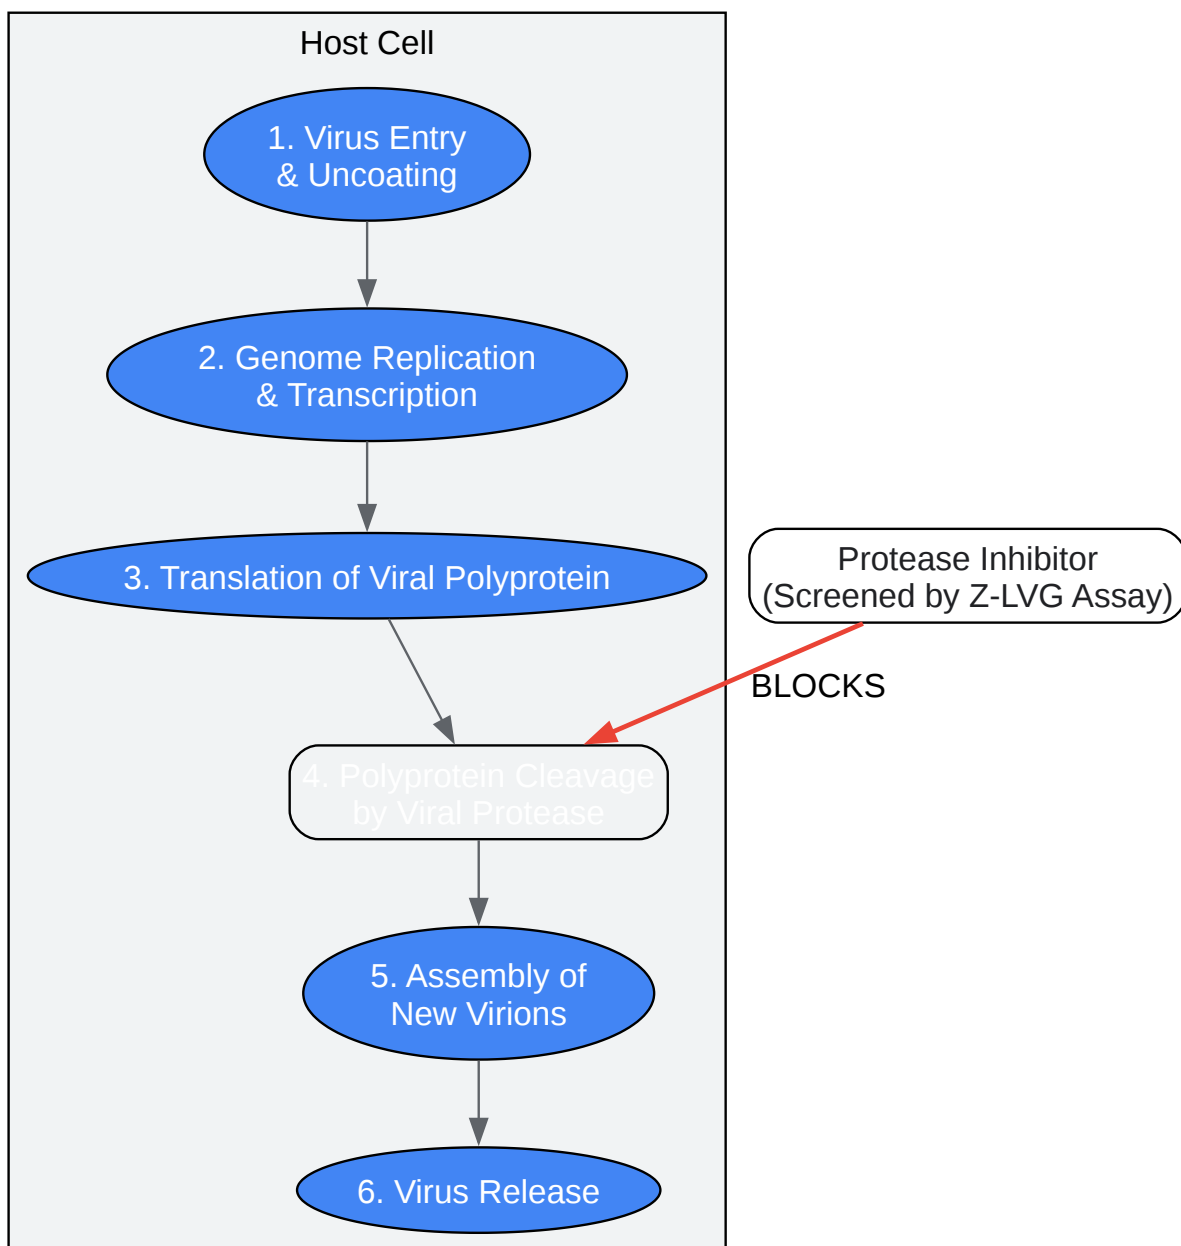 Host Cell
1. Virus Entry
& Uncoating
2. Genome Replication
& Transcription
3. Translation of Viral Polyprotein
Protease Inhibitor
(Screened by Z-LVG Assay)
BLOCKS
4. Polyprotein Cleavage
by Viral Protease
5. Assembly of
New Virions
6. Virus Release